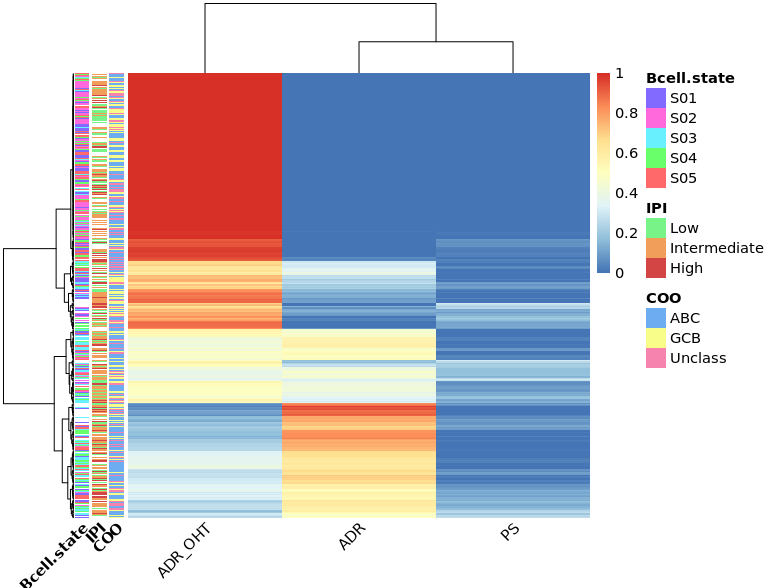 1
0.8
0.6
0.4
0.2
0
Bcell.state
S01
S02
S03
S04
S05
IPI
Low
Intermediate
High
COO
ABC
GCB
Unclass
Bcell.state
IPI
COO
ADR_OHT
ADR
PS